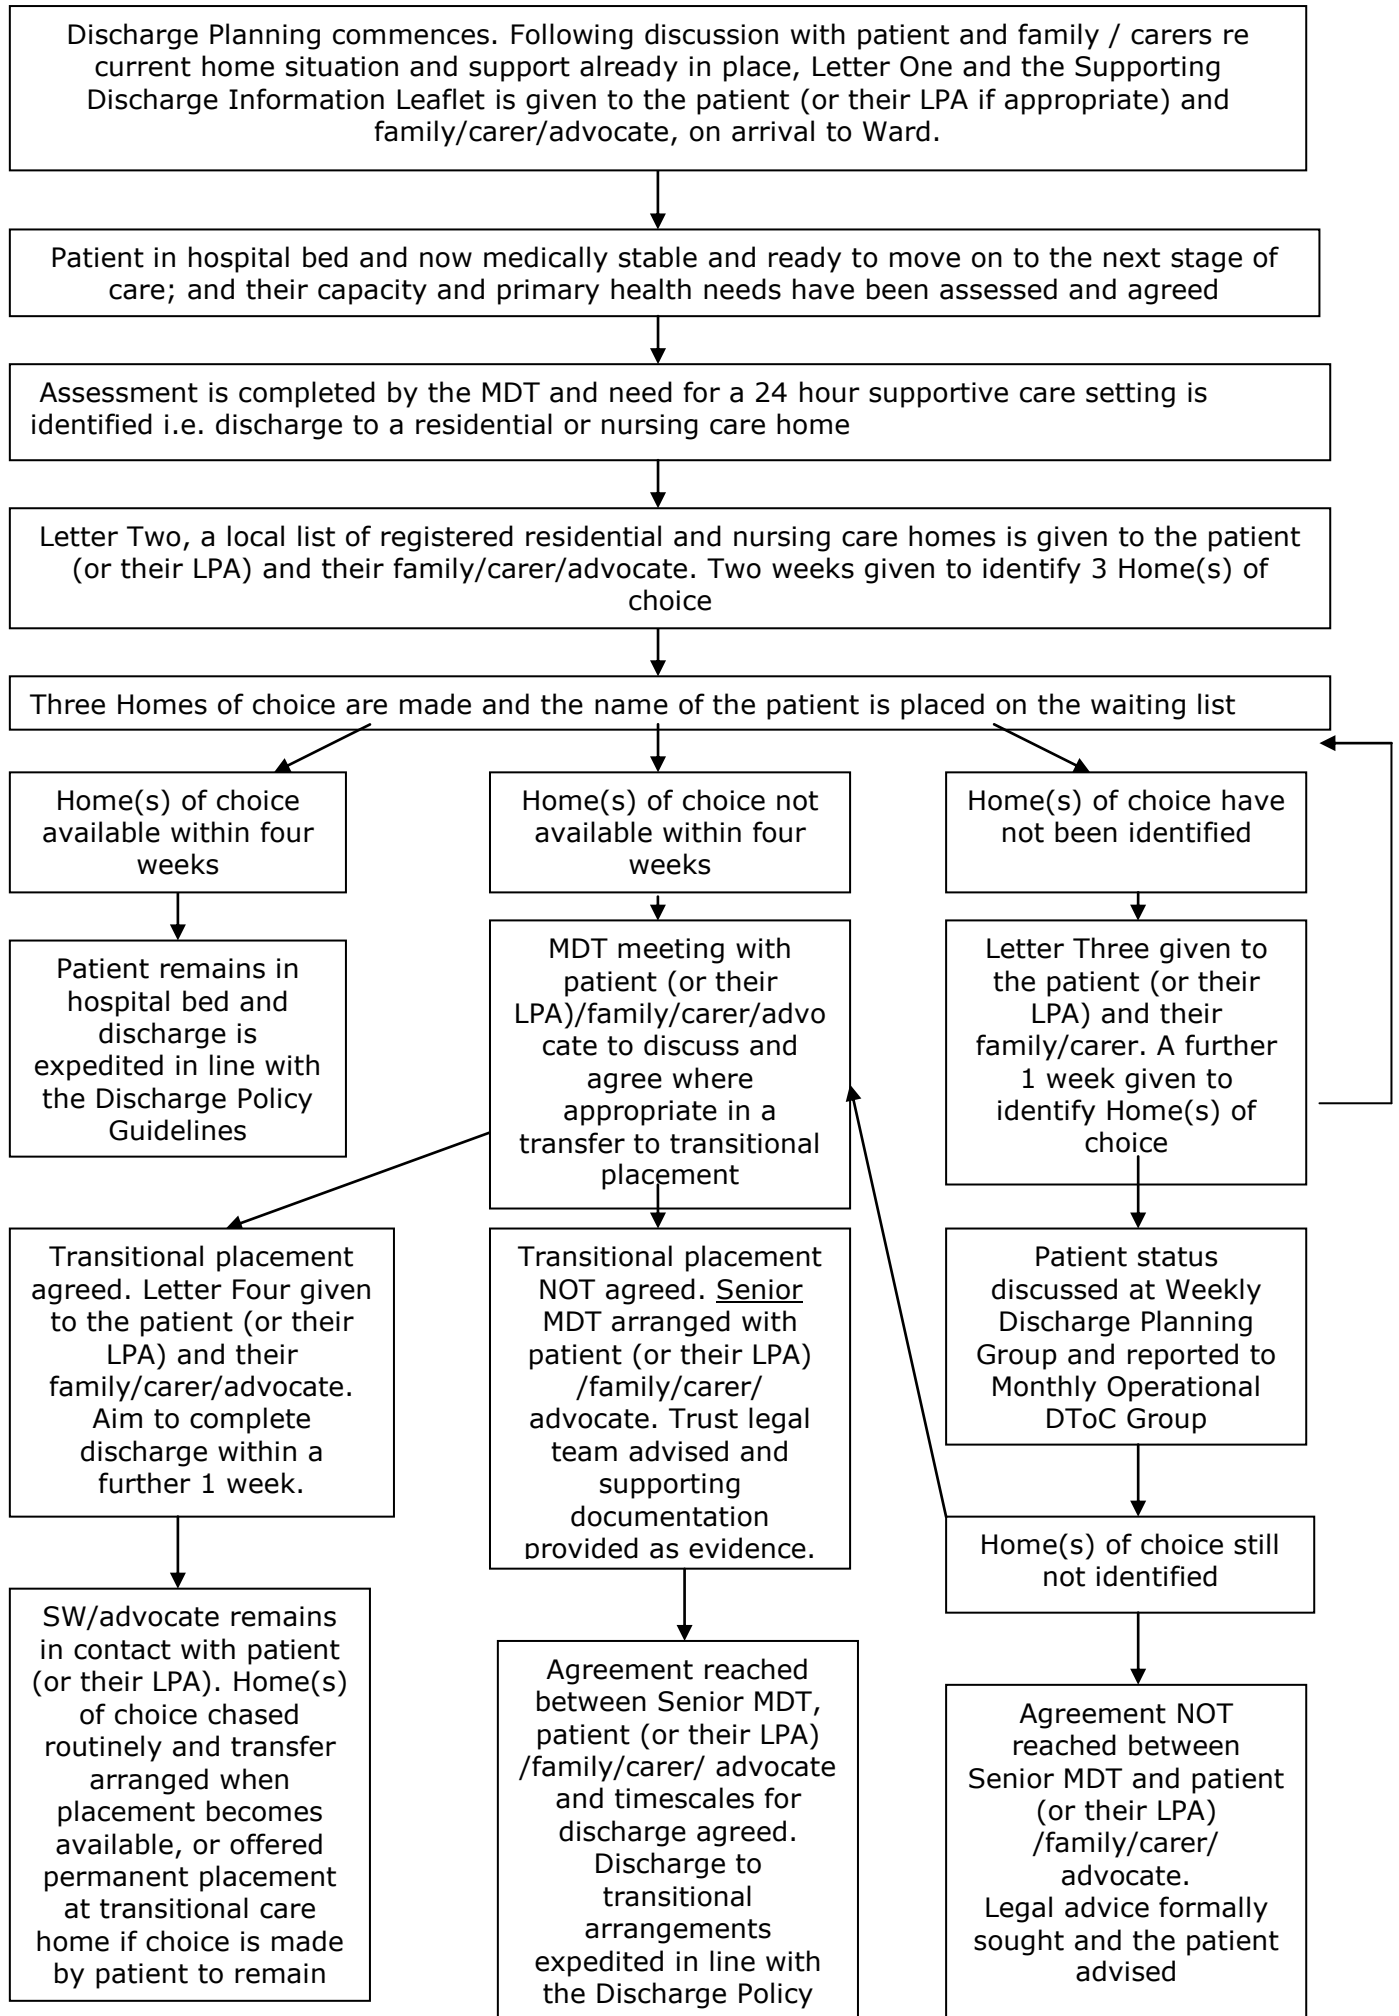 Discharge Planning commences. Following discussion with patient and family / carers re
current home situation and support already in place, Letter One and the Supporting
Discharge Information Leaflet is given to the patient (or their LPA if appropriate) and
family/carer/advocate, on arrival to Ward.
Patient in hospital bed and now medically stable and ready to move on to the next stage of
care; and their capacity and primary health needs have been assessed and agreed
Assessment is completed by the MDT and need for a 24 hour supportive care setting is
identified i.e. discharge to a residential or nursing care home
Letter Two, a local list of registered residential and nursing care homes is given to the patient
(or their LPA) and their family/carer/advocate. Two weeks given to identify 3 Home(s) of
choice
Three Homes of choice are made and the name of the patient is placed on the waiting list
Home(s) of choice
available within four
weeks
Home(s) of choice not
available within four
weeks
Home(s) of choice have
not been identified
Patient remains in
hospital bed and
discharge is
expedited in line with
the Discharge Policy
Guidelines
MDT meeting with
patient (or their
LPA)/family/carer/advo
cate to discuss and
agree where
appropriate in a
transfer to transitional
placement
Letter Three given to
the patient (or their
LPA) and their
family/carer. A further
1 week given to
identify Home(s) of
choice
Transitional placement
agreed. Letter Four given
to the patient (or their
LPA) and their
family/carer/advocate.
Aim to complete
discharge within a
further 1 week.
Transitional placement
NOT agreed. Senior
MDT arranged with
patient (or their LPA)
/family/carer/
advocate. Trust legal
team advised and
supporting
documentation
provided as evidence.
Patient status
discussed at Weekly
Discharge Planning
Group and reported to
Monthly Operational
DToC Group
Home(s) of choice still
not identified
SW/advocate remains
in contact with patient
(or their LPA). Home(s)
of choice chased
routinely and transfer
arranged when
placement becomes
available, or offered
permanent placement
at transitional care
home if choice is made
by patient to remain
Agreement reached
between Senior MDT,
patient (or their LPA)
/family/carer/ advocate
and timescales for
discharge agreed.
Discharge to
transitional
arrangements
expedited in line with
the Discharge Policy
Agreement NOT
reached between
Senior MDT and patient
(or their LPA)
/family/carer/
advocate.
Legal advice formally
sought and the patient
advised